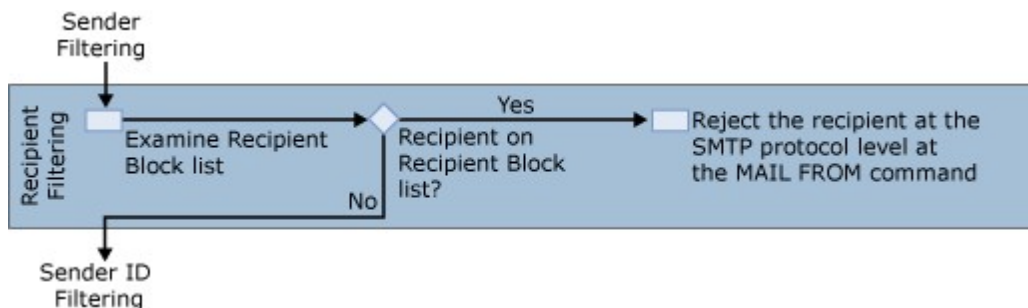 Sender
Filtering
Recipient
Filtering
Examine Recipient
Block list
Yes
Recipient on
Recipient Block
list?
No
Reject the recipient at the
SMTP protocol level at
the MAIL FROM command
Sender ID
Filtering